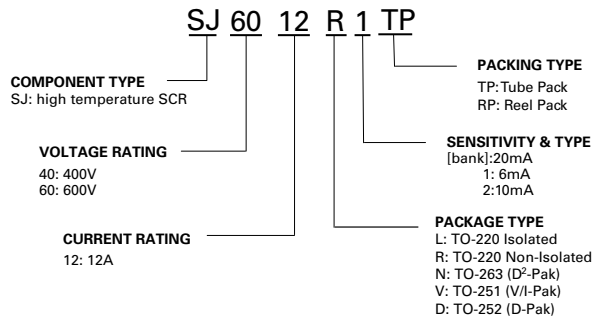 SJ 60 12 R 1 TP
COMPONENT TYPE
SJ: high temperature SCR
VOLTAGE RATING
40: 400V
60: 600V
CURRENT RATING
12: 12A
PACKING TYPE
TP: Tube Pack
RP: Reel Pack
SENSITIVITY & TYPE
[bank]:20mA
1: 6mA
2:10mA
PACKAGE TYPE
L: TO-220 Isolated
R: TO-220 Non-Isolated
N: TO-263 (D²-Pak)
V: TO-251 (V/I-Pak)
D: TO-252 (D-Pak)